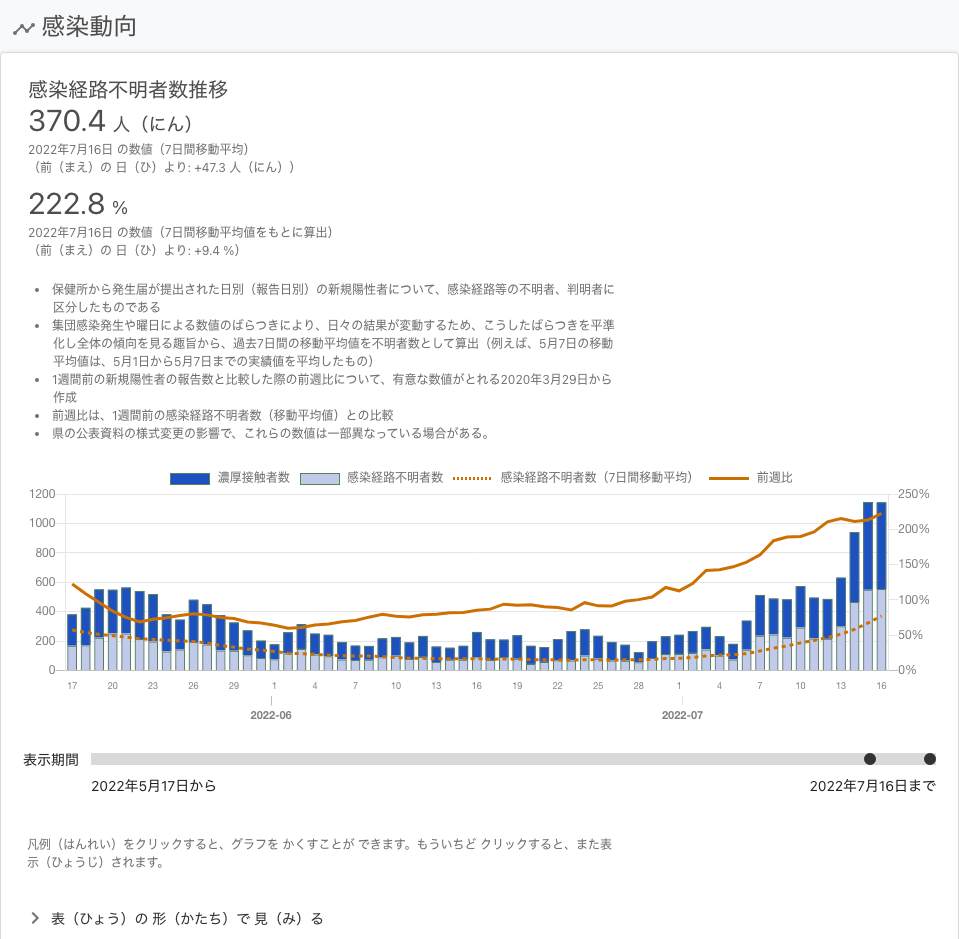 感染動向
感染経路不明者数推移
370.4 人（にん）
2022年7月16日 の数値（7日間移動平均）
（前（まえ）の 日（ひ）より: +47.3 人（にん））
222.8 %
2022年7月16日 の数値（7日間移動平均値をもとに算出）
（前（まえ）の 日（ひ）より: +9.4 %）
• 保健所から発生届が提出された日別（報告日別）の新規陽性者について、感染経路等の不明者、判明者に
区分したものである
• 集団感染発生や曜日による数値のばらつきにより、日々の結果が変動するため、こうしたばらつきを平準
化し全体の傾向を見る趣旨から、過去7日間の移動平均値を不明者数として算出（例えば、5月7日の移動
平均値は、5月1日から5月7日までの実績値を平均したもの）
• 1週間前の新規陽性者の報告数と比較した際の前週比について、有意な数値がとれる2020年3月29日から
作成
• 前週比は、1週間前の感染経路不明者数（移動平均値）との比較
• 県の公表資料の様式変更の影響で、これらの数値は一部異なっている場合がある。
濃厚接触者数 感染経路不明者数 感染経路不明者数（7日間移動平均） 前週比
1200 250%
1000 200%
800 150%
600 100%
400 50%
200 0%
0
17 20 23 26 29 1 4 7 10 13 16 19 22 25 28 1 4 7 10 13 16
2022-06 2022-07
表示期間
2022年5月17日から 2022年7月16日まで
凡例（はんれい）をクリックすると、グラフを かくすことが できます。もういちど クリックすると、また表
示（ひょうじ）されます。
表（ひょう）の 形（かたち）で 見（み）る